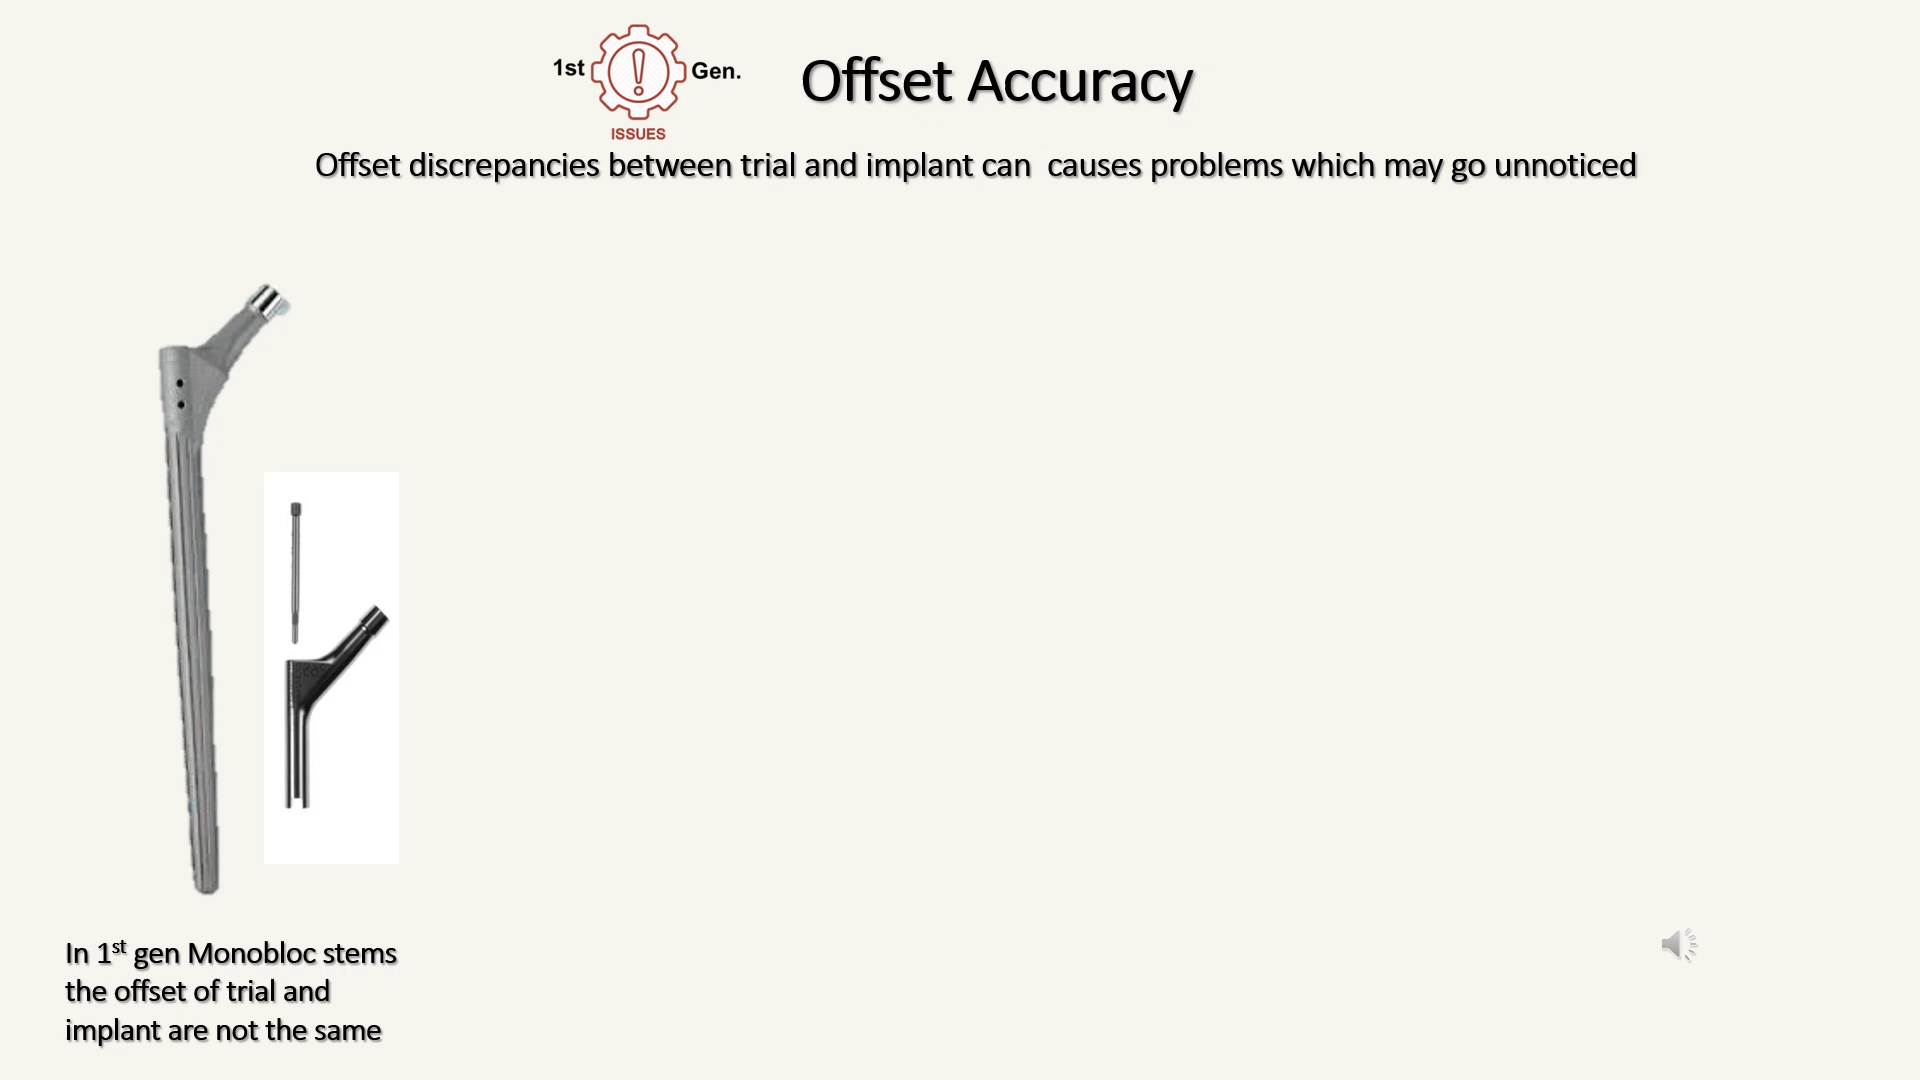 1st Gen.
ISSUES
Offset Accuracy
Offset discrepancies between trial and implant can  causes problems which may go unnoticed
In 1st gen Monobloc stems
the offset of trial and
implant are not the same